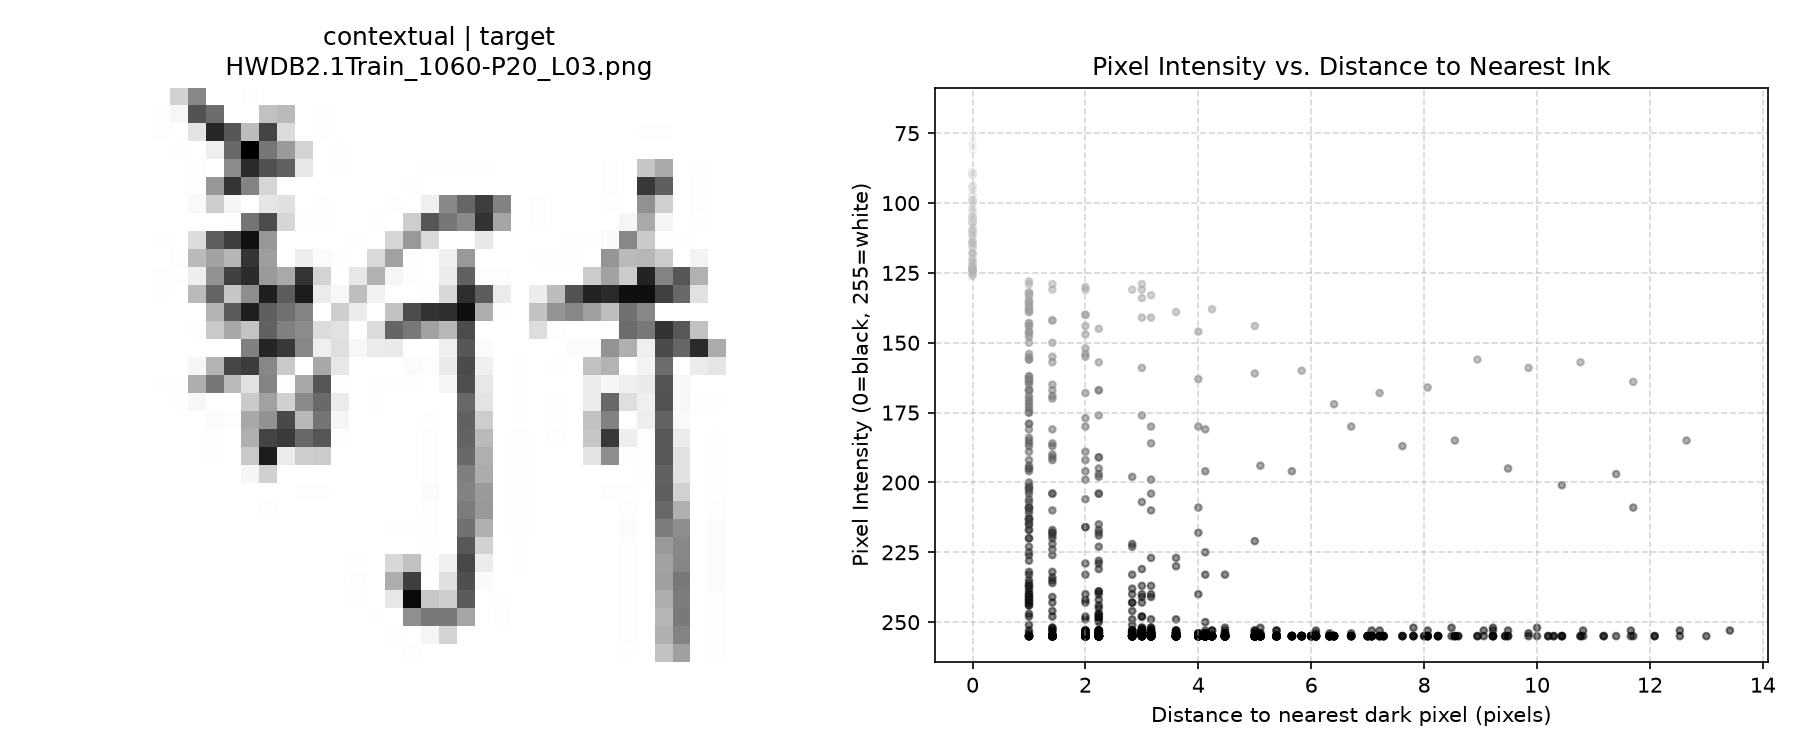 contextual | target
HWDB2.1Train_1060-P20_L03.png
Pixel Intensity vs. Distance to Nearest Ink
Pixel Intensity (0=black, 255=white)
75
100
125
150
175
200
225
250
0 2 4 6 8 10 12 14
Distance to nearest dark pixel (pixels)